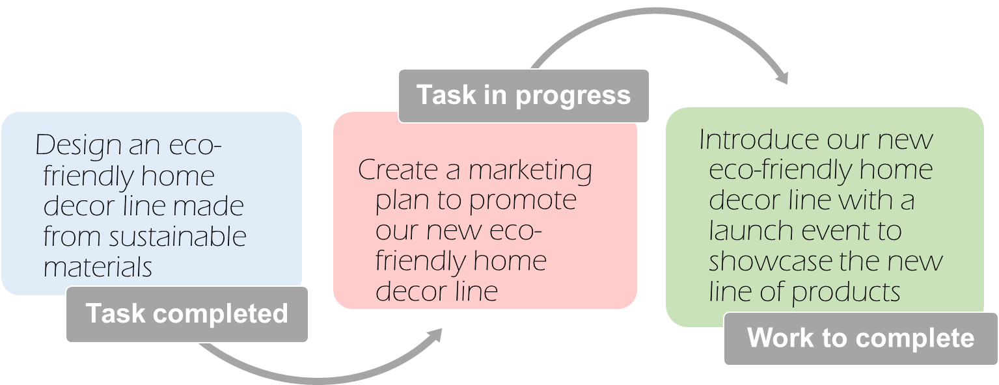 Design an eco-
friendly home
decor line made
from sustainable
materials
Task completed
Task in progress
Create a marketing
plan to promote
our new eco-
friendly home
decor line
Introduce our new
eco-friendly home
decor line with a
launch event to
showcase the new
line of products
Work to complete